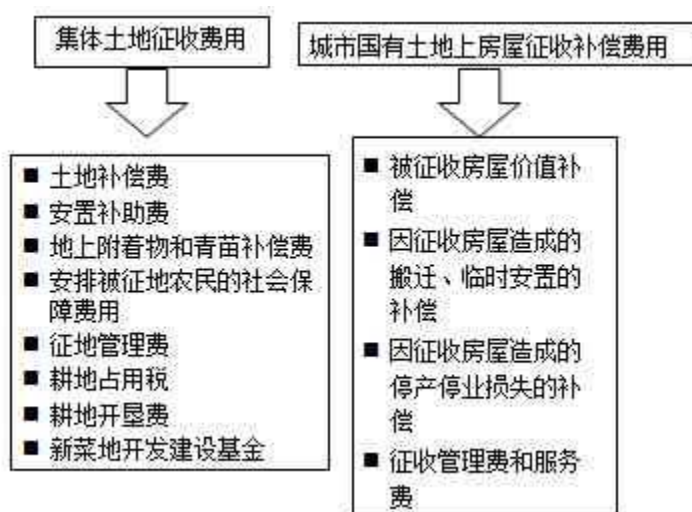 集体土地征收费用
城市国有土地上房屋征收补偿费用
■ 土地补偿费
■ 安置补助费
■ 地上附着物和青苗补偿费
■ 安排被征地农民的社会保
障费用
■ 征地管理费
■ 耕地占用税
■ 耕地开垦费
■ 新菜地开发建设基金
■ 被征收房屋价值补
偿
■ 因征收房屋造成的
搬迁、临时安置的
补偿
■ 因征收房屋造成的
停产停业损失的补
偿
■ 征收管理费和服务
费